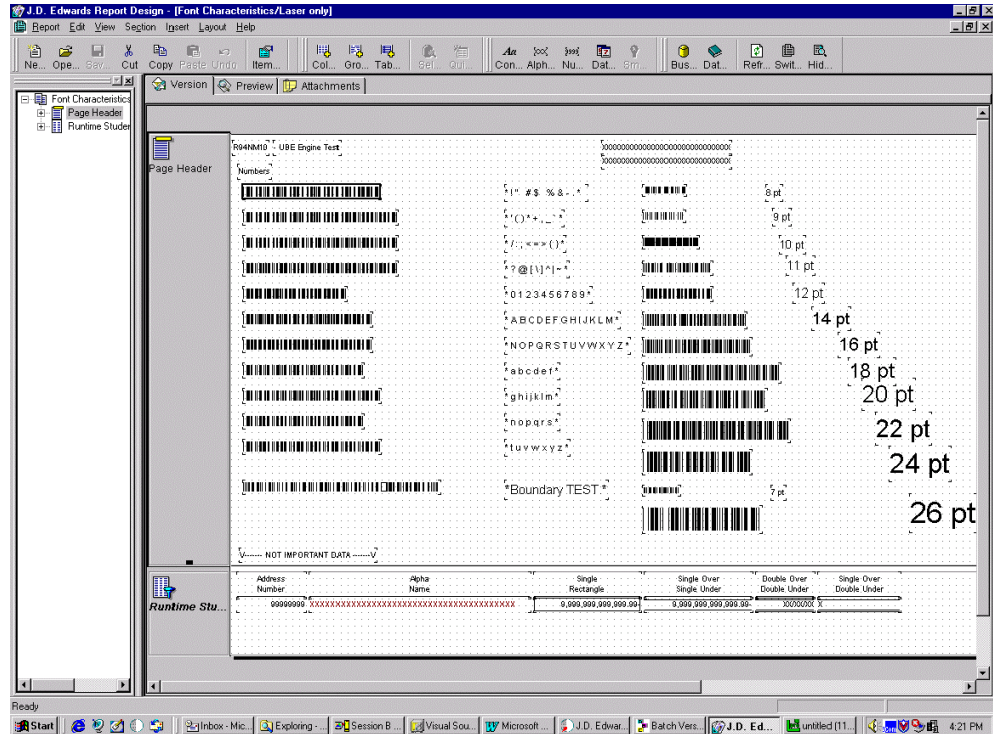 J.D. Edwards Report Design - [Font Characteristics/Laser only]
Report Edit View Section Insert Layout Help
Ne... Ope... Sav... Cut Copy Paste Undo Item... Col... Gro... Tab... Sel... Qui... Con... Alph... Nu... Dat... Sm... Bus... Dat... Refr... Swit... Hid...
Version Preview Attachments
Font Characteristics
Page Header
Runtime Studen
Page Header
R94NM10 - UBE Engine Test
Numbers
*!" #$ %&-.* 8 pt
*'()*+,_`* 9 pt
*/:;<=>()* 10 pt
*?@[\]^|~* 11 pt
*0123456789* 12 pt
*ABCDEFGHIJKLM* 14 pt
*NOPQRSTUVWXYZ* 16 pt
*abcdef* 18 pt
*ghijklm* 20 pt
*nopqrs* 22 pt
*tuvwxyz* 24 pt
*Boundary TEST.* 7 pt
26 pt
V------- NOT IMPORTANT DATA -------V
Runtime Stu...
Address Alpha Single Single Over Double Over Single Over
Number Name Rectangle Single Under Double Under Double Under
99999999 9,999,999,999,999.99- 9,999,999,999,999.99- X
Ready
Start Inbox - Mic... Exploring - ... Session B ... Visual Sou... Microsoft ... J.D. Edwar... Batch Vers... J.D. Ed... untitled (11... 4:21 PM